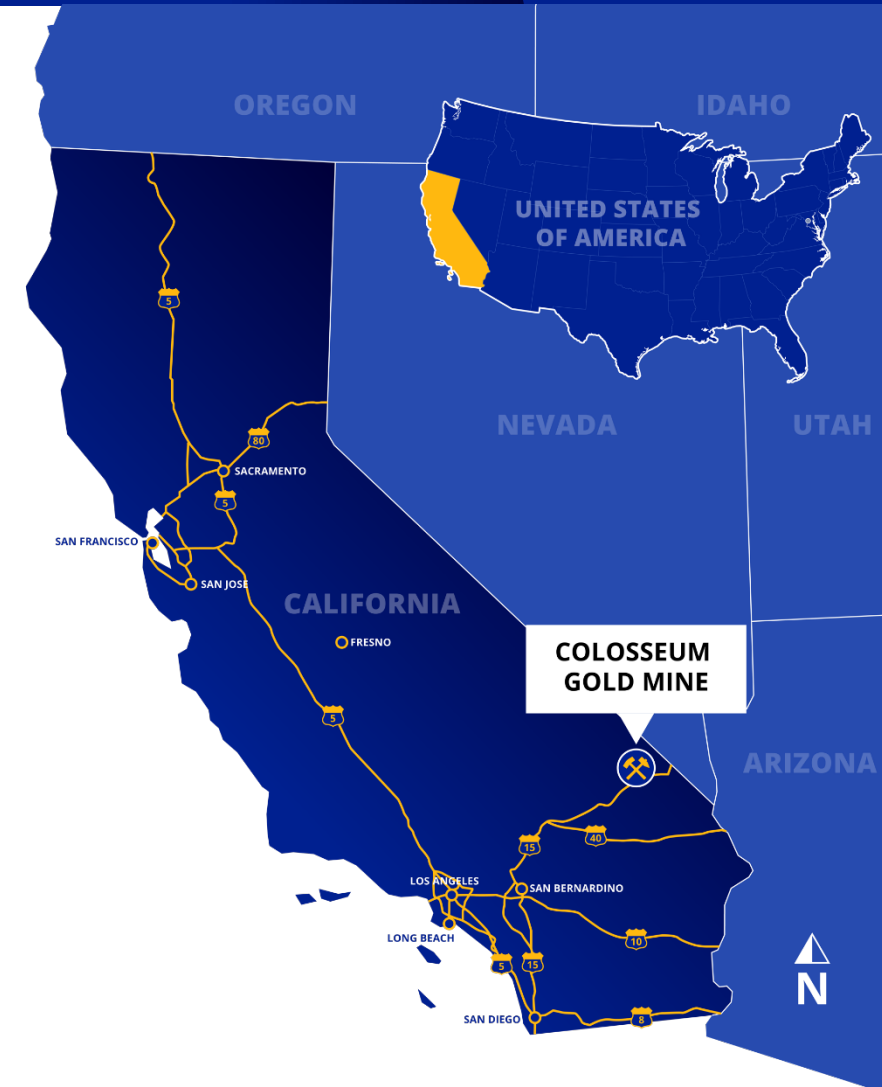 OREGON
IDAHO
UNITED STATES
OF AMERICA
5
NEVADA
UTAH
80
SACRAMENTO
5
SAN FRANCISCO
SAN JOSE
CALIFORNIA
FRESNO
COLOSSEUM
GOLD MINE
5
ARIZONA
40
15
LOS ANGELES
SAN BERNARDINO
LONG BEACH
10
5
15
N
SAN DIEGO
8